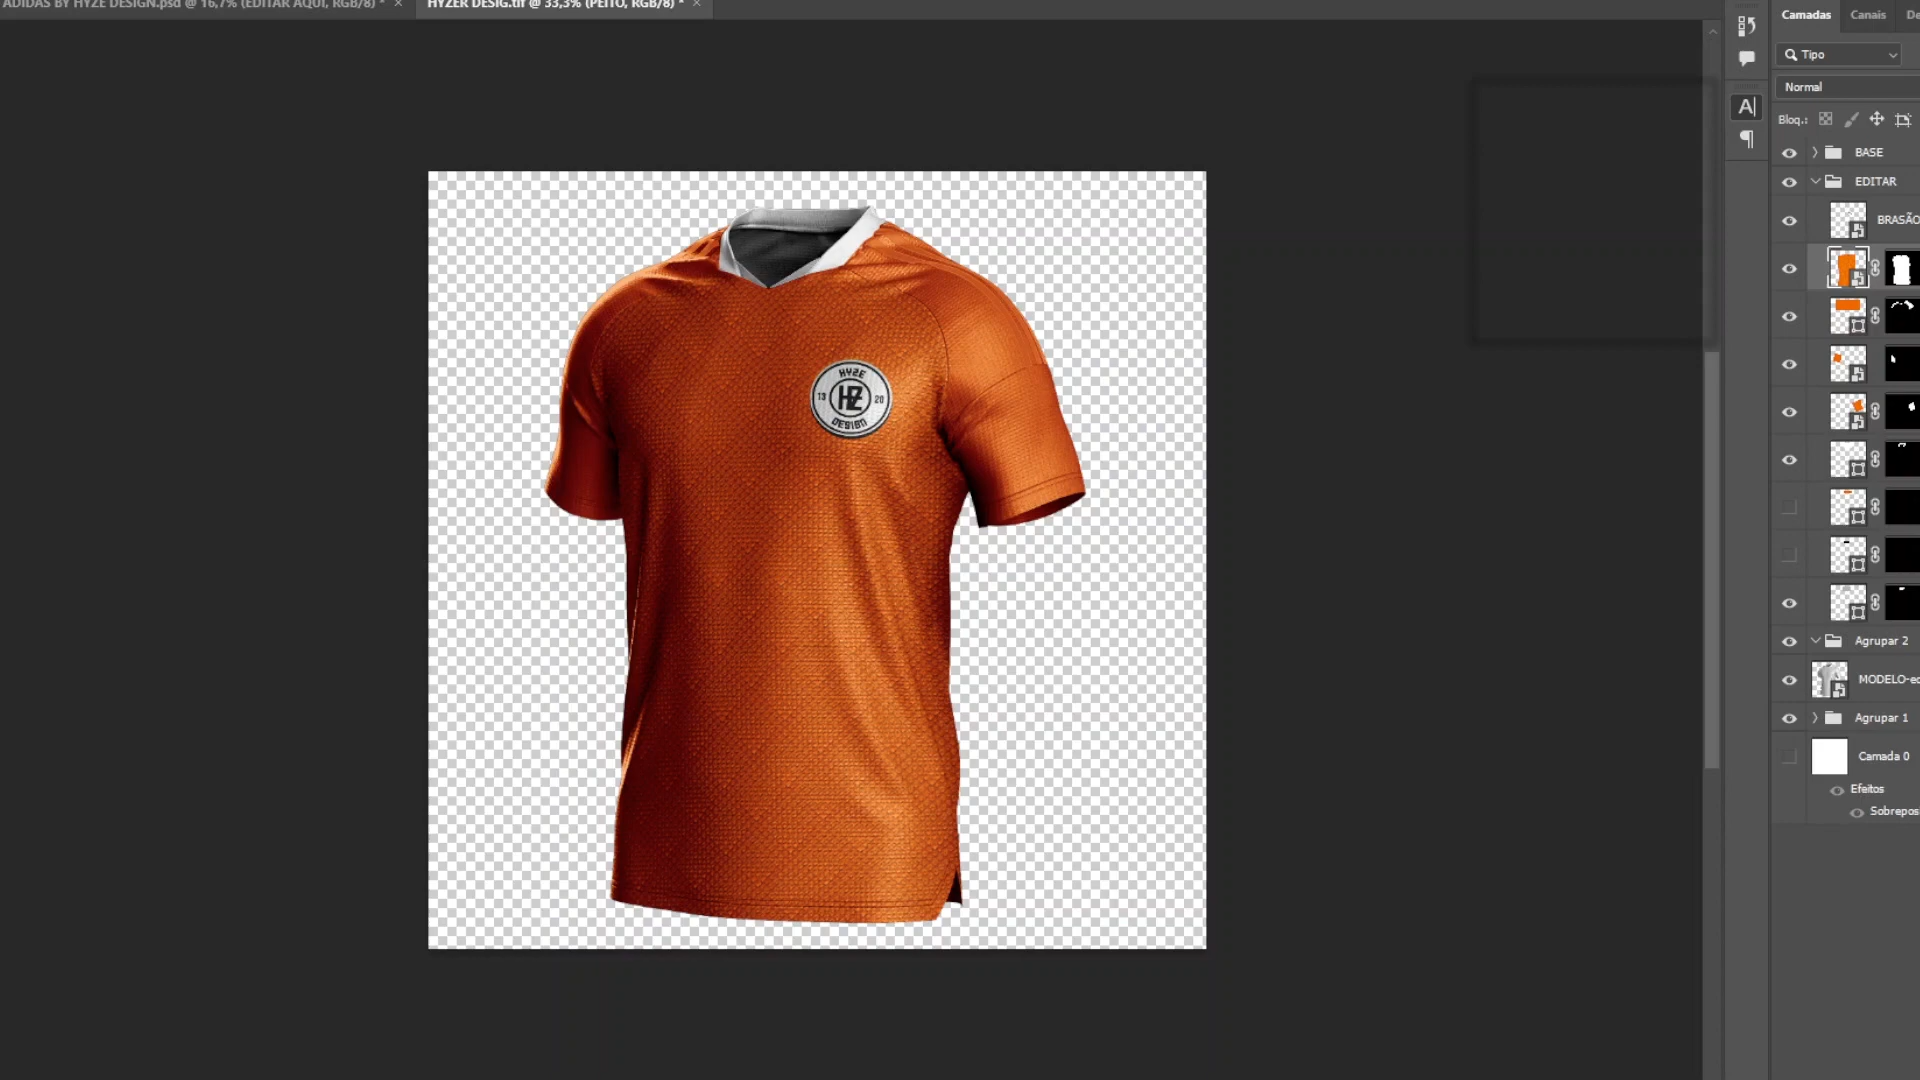 ADIDAS BY HYZE DESIGN.psd @ 16,7% (EDITAR AQUI, RGB/8) * ×
HYZER DESIG.tif @ 33,3% (PEITO, RGB/8) * ×
Camadas Canais De
Tipo
Normal
Bloq.:
BASE
EDITAR
BRASÃO
Agrupar 2
MODELO-ed
Agrupar 1
Camada 0
Efeitos
Sobrepos
A
HYZE
13 HZ 20
DESIGN